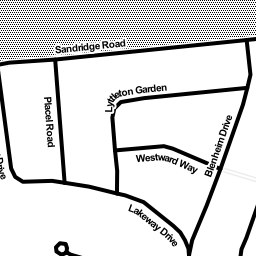 Sandridge Road
Lyttleton Garden
Placel Road
Blenheim Drive
Westward Way
Lakeway Drive
Drive